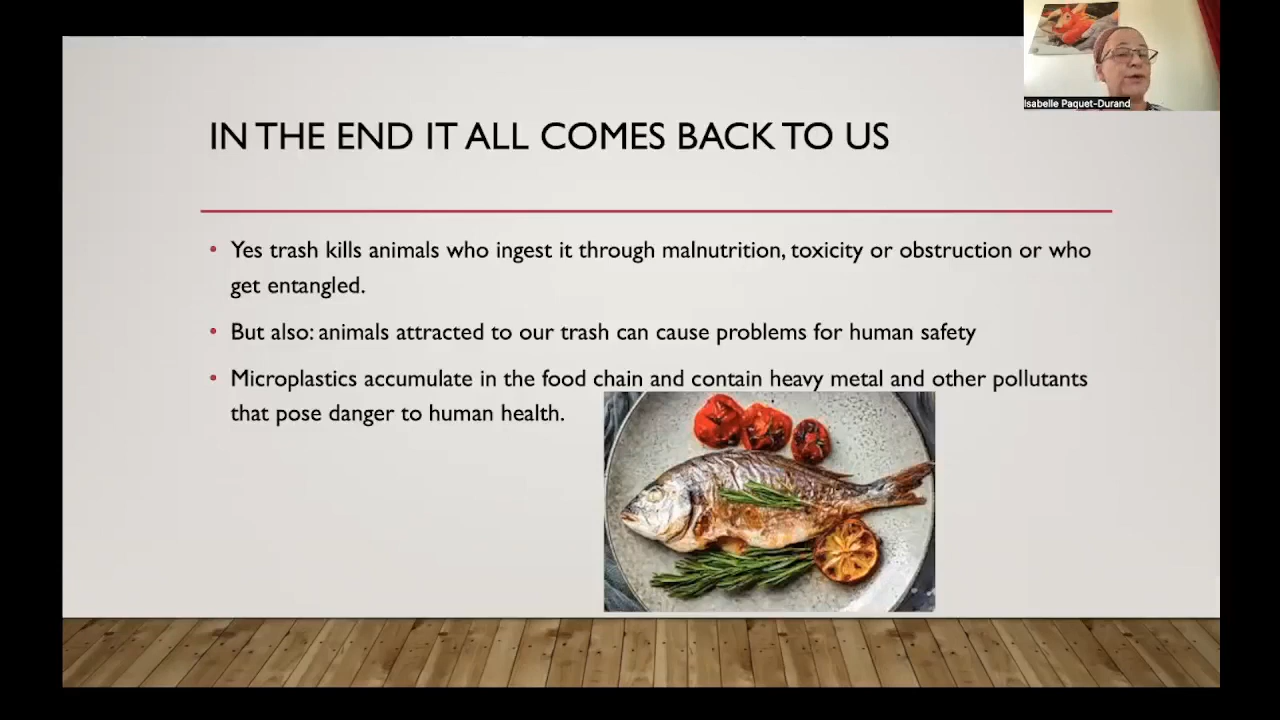 Isabelle Paquet-Durand
IN THE END IT ALL COMES BACK TO US
• Yes trash kills animals who ingest it through malnutrition, toxicity or obstruction or who
get entangled.
• But also: animals attracted to our trash can cause problems for human safety
• Microplastics accumulate in the food chain and contain heavy metal and other pollutants
that pose danger to human health.